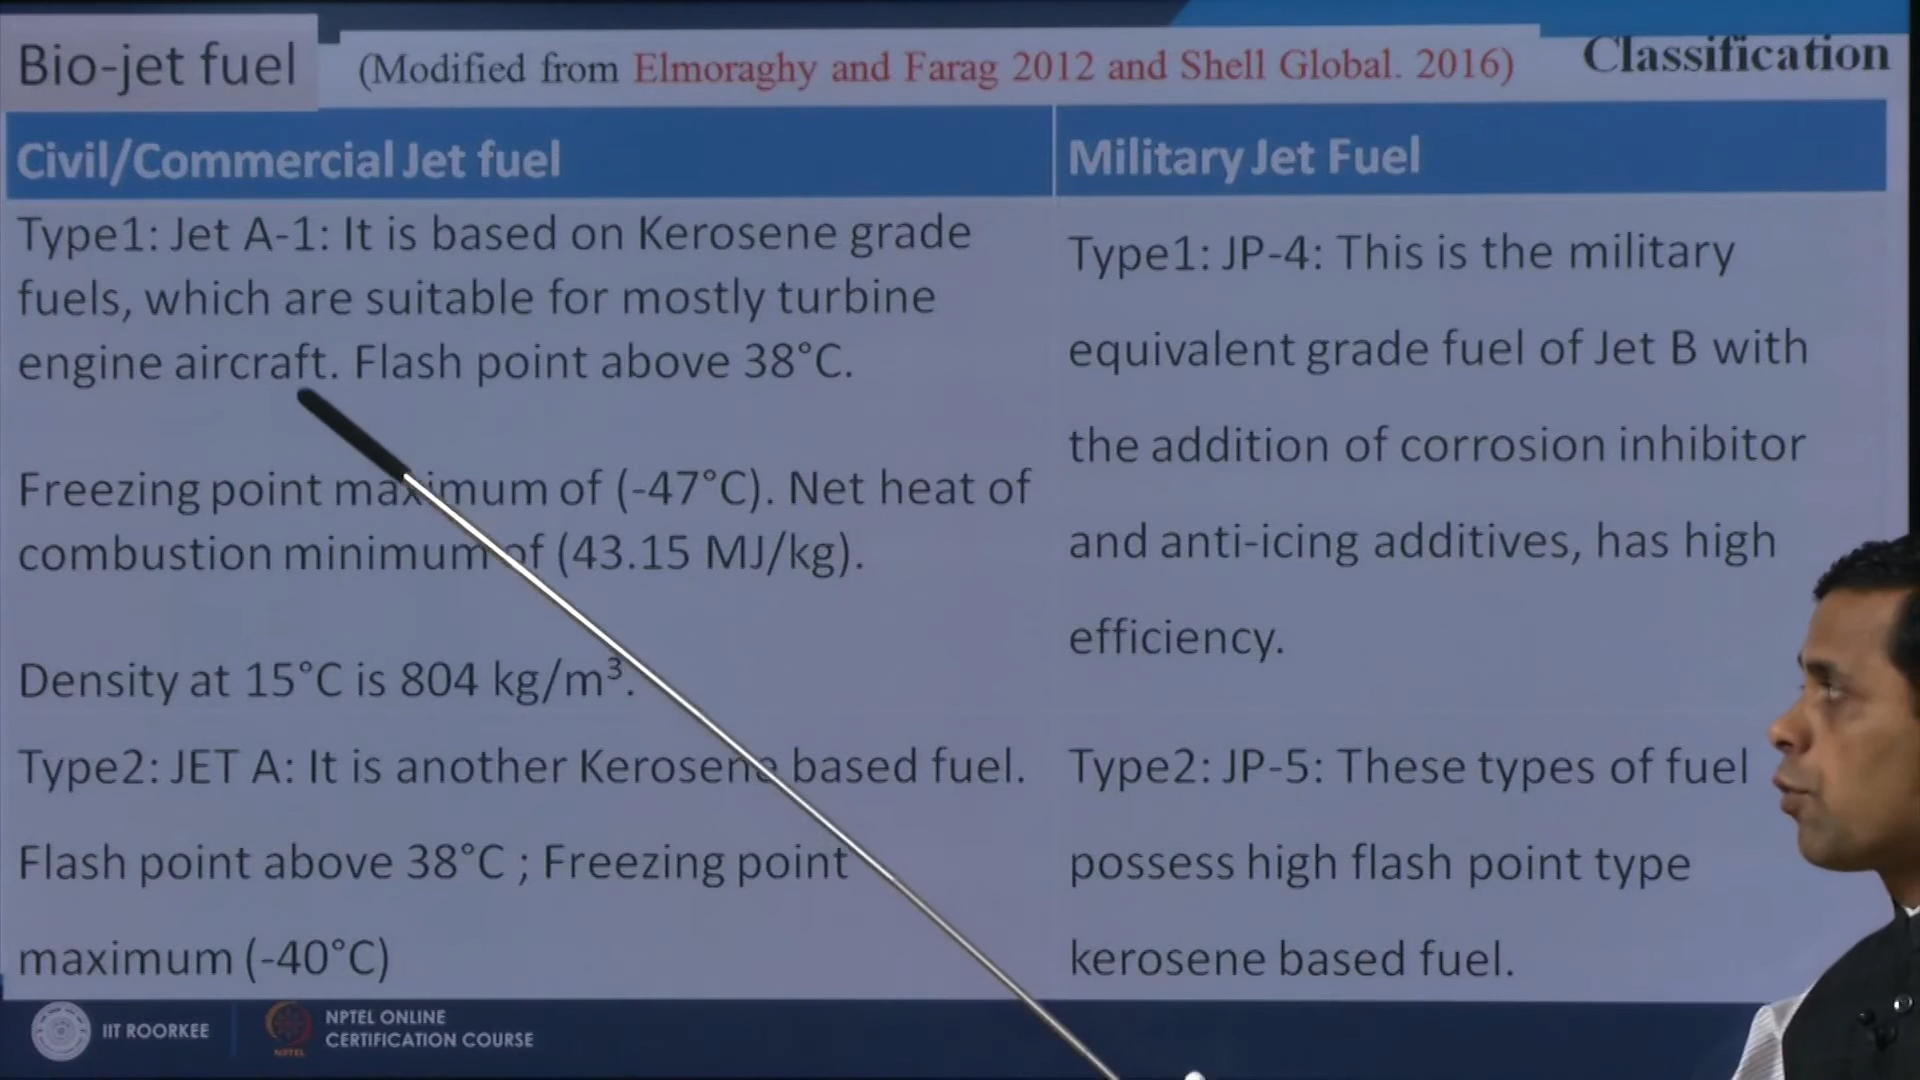 Bio-jet fuel
(Modified from Elmoraghy and Farag 2012 and Shell Global. 2016)
Classification
Civil/Commercial Jet fuel
Military Jet Fuel
Type1: Jet A-1: It is based on Kerosene grade
fuels, which are suitable for mostly turbine
engine aircraft. Flash point above 38°C.
Freezing point maximum of (-47°C). Net heat of
combustion minimum of (43.15 MJ/kg).
Density at 15°C is 804 kg/m³.
Type1: JP-4: This is the military
equivalent grade fuel of Jet B with
the addition of corrosion inhibitor
and anti-icing additives, has high
efficiency.
Type2: JET A: It is another Kerosene based fuel.
Flash point above 38°C ; Freezing point
maximum (-40°C)
Type2: JP-5: These types of fuel
possess high flash point type
kerosene based fuel.
IIT ROORKEE
NPTEL
NPTEL ONLINE
CERTIFICATION COURSE